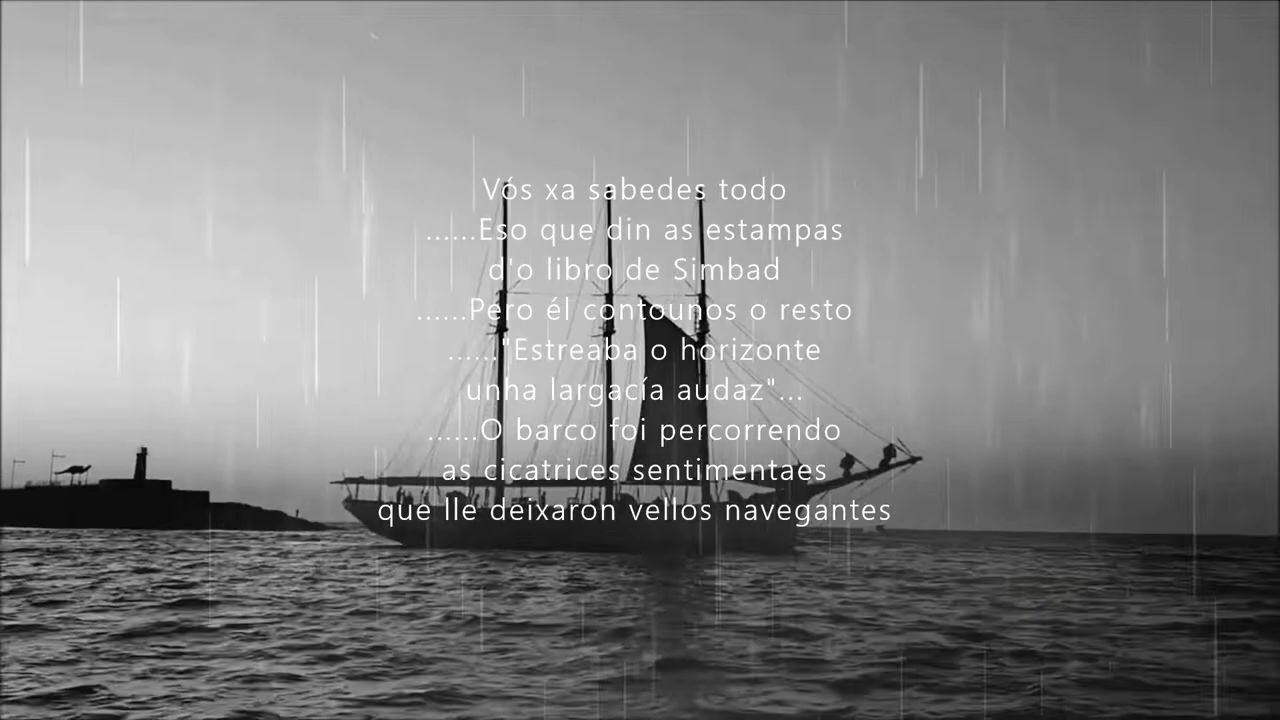 Vós xa sabedes todo
......Eso que din as estampas
d'o libro de Simbad
......Pero él contounos o resto
......"Estreaba o horizonte
unha largacía audaz"...
......O barco foi percorrendo
as cicatrices sentimentaes
que lle deixaron vellos navegantes